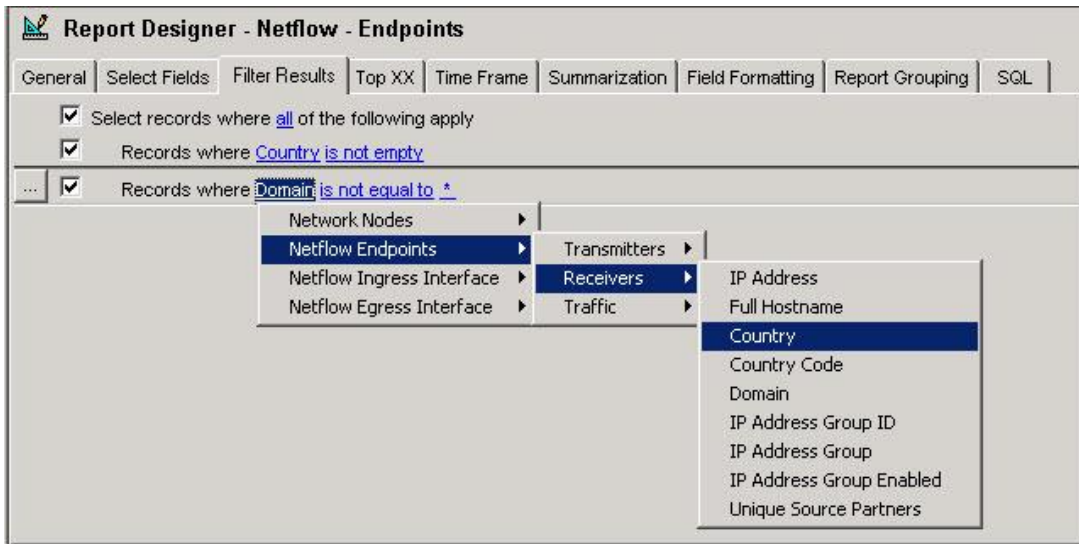 Report Designer - Netflow - Endpoints
General Select Fields Filter Results Top XX Time Frame Summarization Field Formatting Report Grouping SQL
Select records where all of the following apply
Records where Country is not empty
... Records where Domain is not equal to *
Network Nodes
Netflow Endpoints
Netflow Ingress Interface
Netflow Egress Interface
Transmitters
Receivers
Traffic
IP Address
Full Hostname
Country
Country Code
Domain
IP Address Group ID
IP Address Group
IP Address Group Enabled
Unique Source Partners